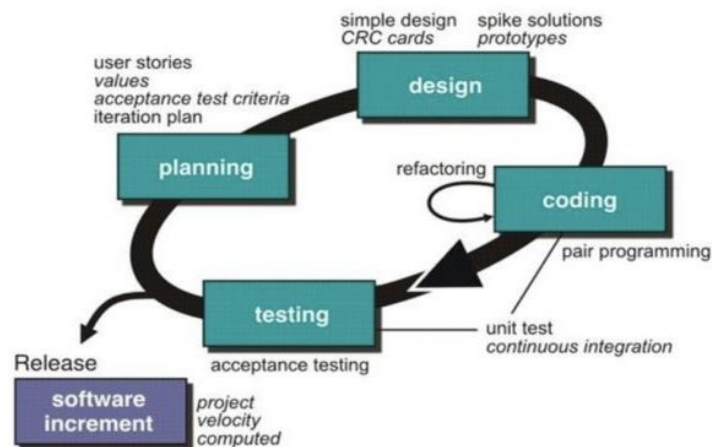 simple design
CRC cards
spike solutions
prototypes
design
user stories
values
acceptance test criteria
iteration plan
planning
refactoring
coding
pair programming
testing
acceptance testing
unit test
continuous integration
Release
software
increment
project
velocity
computed